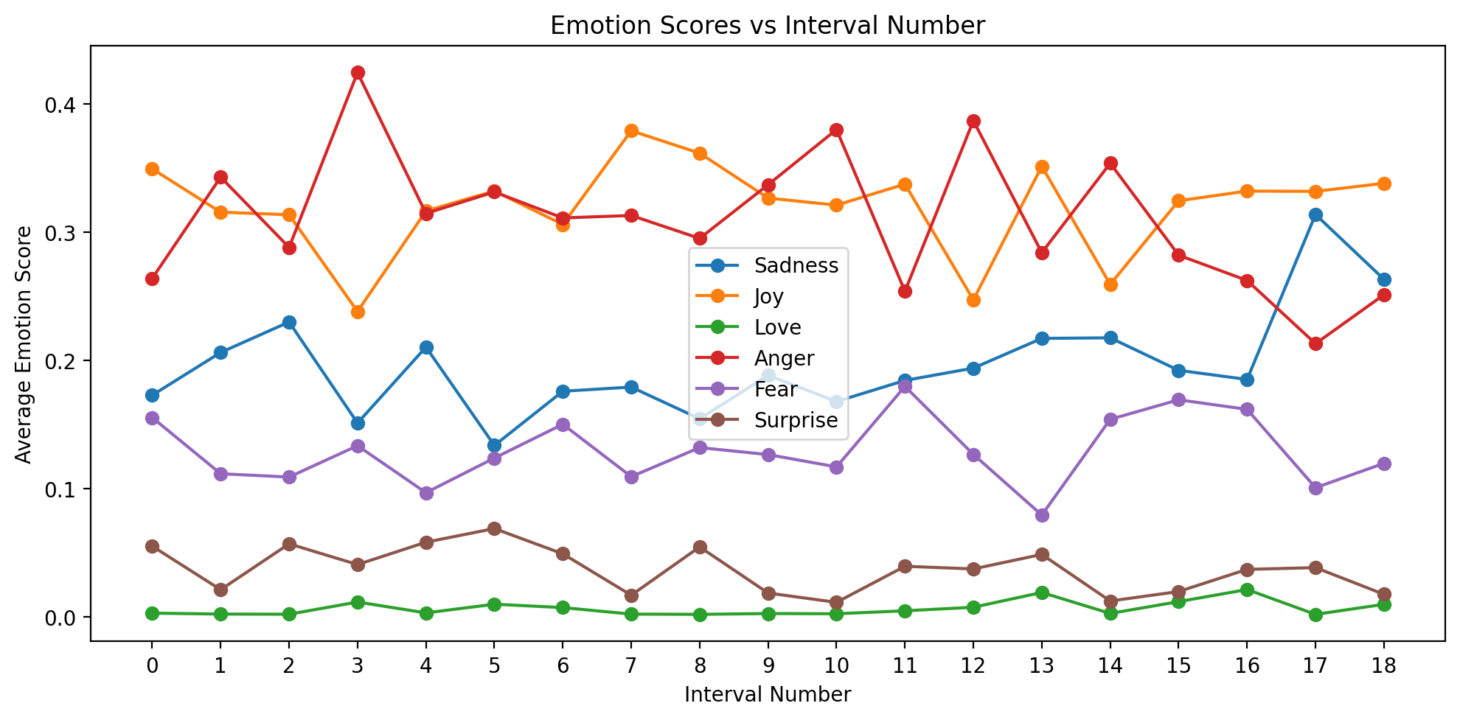 Emotion Scores vs Interval Number
Average Emotion Score
0.4
0.3
0.2
0.1
0.0
Sadness
Joy
Love
Anger
Fear
Surprise
0 1 2 3 4 5 6 7 8 9 10 11 12 13 14 15 16 17 18
Interval Number